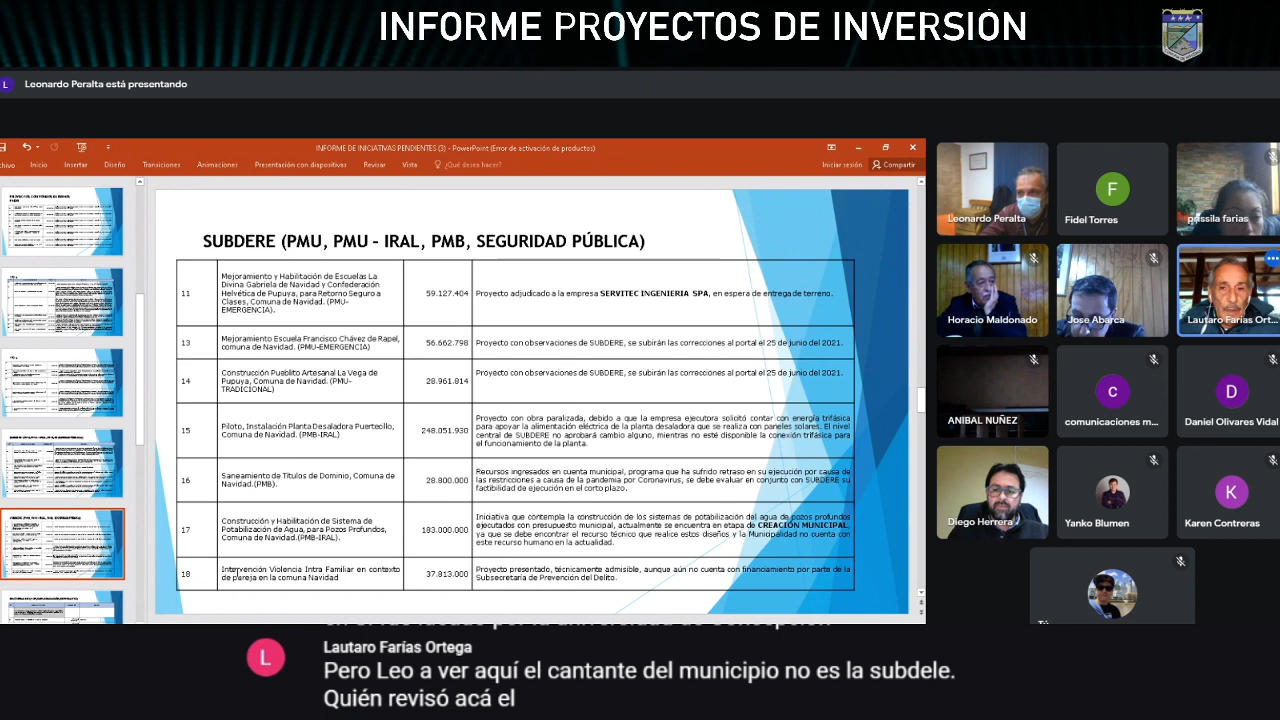 INFORME PROYECTOS DE INVERSIÓN
L
Leonardo Peralta está presentando
INFORME DE INICIATIVAS PENDIENTES (3) - PowerPoint (Error de activación de productos)
chivo Inicio Insertar Diseño Transiciones Animaciones Presentación con diapositivas Revisar Vista ¿Qué desea hacer? Iniciar sesión Compartir
SUBDERE (PMU, PMU - IRAL, PMB, SEGURIDAD PÚBLICA)
11
Mejoramiento y Habilitación de Escuelas La
Divina Gabriela de Navidad y Confederación
Helvética de Pupuya, para Retorno Seguro a
Clases, Comuna de Navidad. (PMU-
EMERGENCIA).
59.127.404
Proyecto adjudicado a la empresa SERVITEC INGENIERIA SPA, en espera de entrega de terreno.
13
Mejoramiento Escuela Francisco Chávez de Rapel,
comuna de Navidad. (PMU-EMERGENCIA)
56.662.798
Proyecto con observaciones de SUBDERE, se subirán las correcciones al portal el 25 de junio del 2021.
14
Construcción Pueblito Artesanal La Vega de
Pupuya, Comuna de Navidad. (PMU-
TRADICIONAL)
28.961.814
Proyecto con observaciones de SUBDERE, se subirán las correcciones al portal el 25 de junio del 2021.
15
Piloto, Instalación Planta Desaladora Puertecillo,
Comuna de Navidad. (PMB-IRAL)
248.051.930
Proyecto con obra paralizada, debido a que la empresa ejecutora solicitó contar con energía trifásica
para apoyar la alimentación eléctrica de la planta desaladora que se realiza con paneles solares. El nivel
central de SUBDERE no aprobará cambio alguno, mientras no esté disponible la conexión trifásica para
el funcionamiento de la planta.
16
Saneamiento de Títulos de Dominio, Comuna de
Navidad.(PMB).
28.800.000
Recursos ingresados en cuenta municipal, programa que ha sufrido retraso en su ejecución por causa de
las restricciones a causa de la pandemia por Coronavirus, se debe evaluar en conjunto con SUBDERE su
factibilidad de ejecución en el corto plazo.
17
Construcción y Habilitación de Sistema de
Potabilización de Agua, para Pozos Profundos,
Comuna de Navidad.(PMB-IRAL).
183.000.000
Iniciativa que contempla la construcción de los sistemas de potabilización del agua de pozos profundos
ejecutados con presupuesto municipal, actualmente se encuentra en etapa de CREACIÓN MUNICIPAL,
ya que se debe encontrar el recurso técnico que realice estos diseños y la Municipalidad no cuenta con
este recurso humano en la actualidad.
18
Intervención Violencia Intra Familiar en contexto
de pareja en la comuna Navidad
37.813.000
Proyecto presentado, técnicamente admisible, aunque aún no cuenta con financiamiento por parte de la
Subsecretaría de Prevención del Delito.
Leonardo Peralta
F
Fidel Torres
prissila farias
Horacio Maldonado
Jose Abarca
Lautaro Farías Ort...
ANIBAL NUÑEZ
c
comunicaciones m...
D
Daniel Olivares Vidal
Diego Herrera
Yanko Blumen
K
Karen Contreras
L
Lautaro Farías Ortega
Pero Leo a ver aquí el cantante del municipio no es la subdele.
Quién revisó acá el